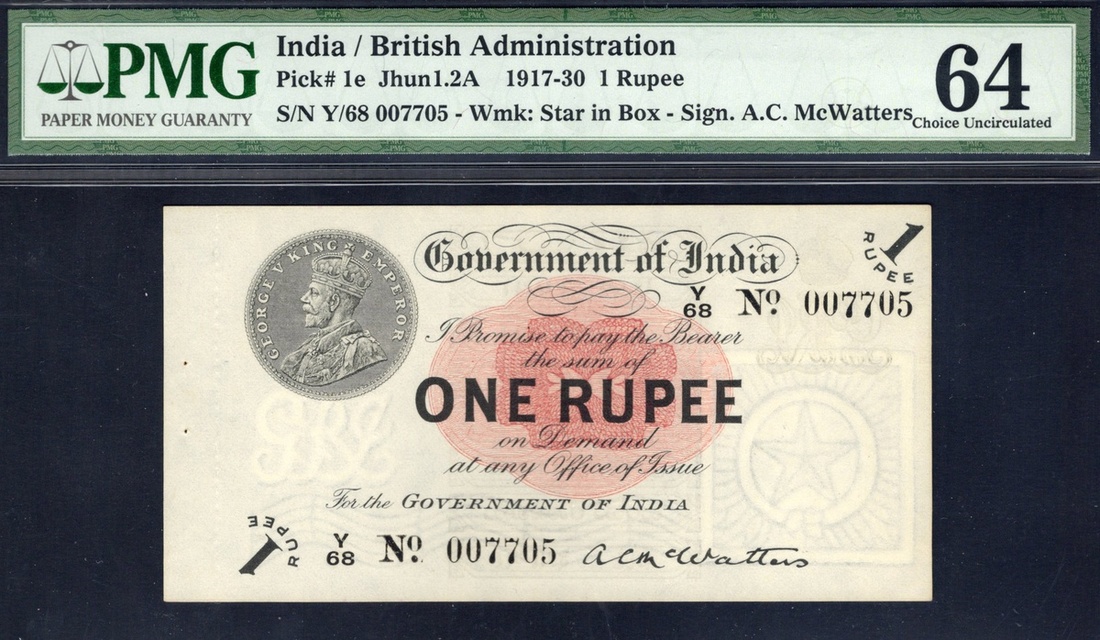 PMG
PAPER MONEY GUARANTY
India / British Administration
Pick# 1e Jhun1.2A 1917-30 1 Rupee
S/N Y/68 007705 - Wmk: Star in Box - Sign. A.C. McWatters
64
Choice Uncirculated
GEORGE V KING EMPEROR
Government of India
1
RUPEE
Y
68 No. 007705
I Promise to pay the Bearer
the sum of
ONE RUPEE
on Demand
at any Office of Issue
For the GOVERNMENT OF INDIA
1
RUPEE
Y
68 No. 007705
A C McWatters